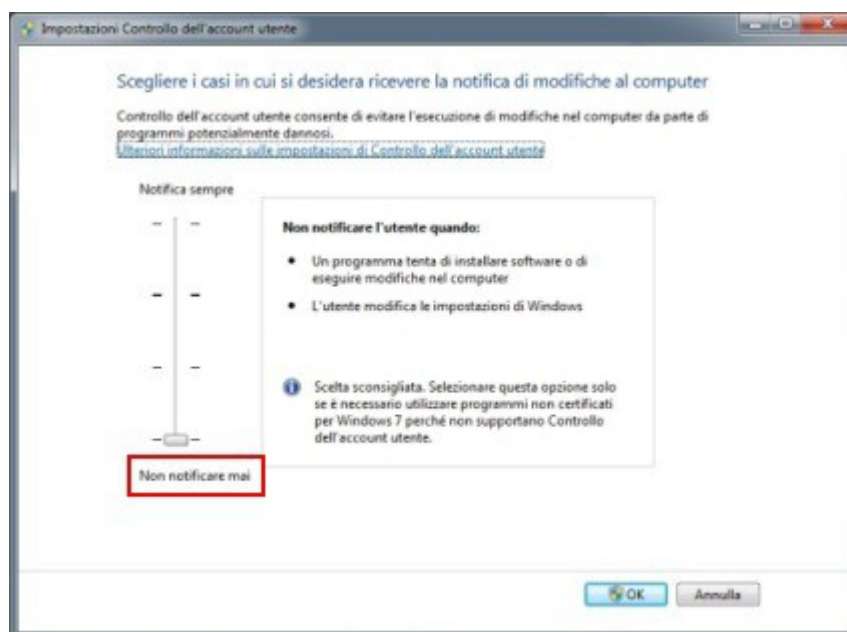 Impostazioni Controllo dell'account utente
Scegliere i casi in cui si desidera ricevere la notifica di modifiche al computer
Controllo dell'account utente consente di evitare l'esecuzione di modifiche nel computer da parte di
programmi potenzialmente dannosi.
Ulteriori informazioni sulle impostazioni di Controllo dell'account utente
Notifica sempre
Non notificare l'utente quando:
• Un programma tenta di installare software o di
eseguire modifiche nel computer
• L'utente modifica le impostazioni di Windows
Scelta sconsigliata. Selezionare questa opzione solo
se è necessario utilizzare programmi non certificati
per Windows 7 perché non supportano Controllo
dell'account utente.
Non notificare mai
OK
Annulla